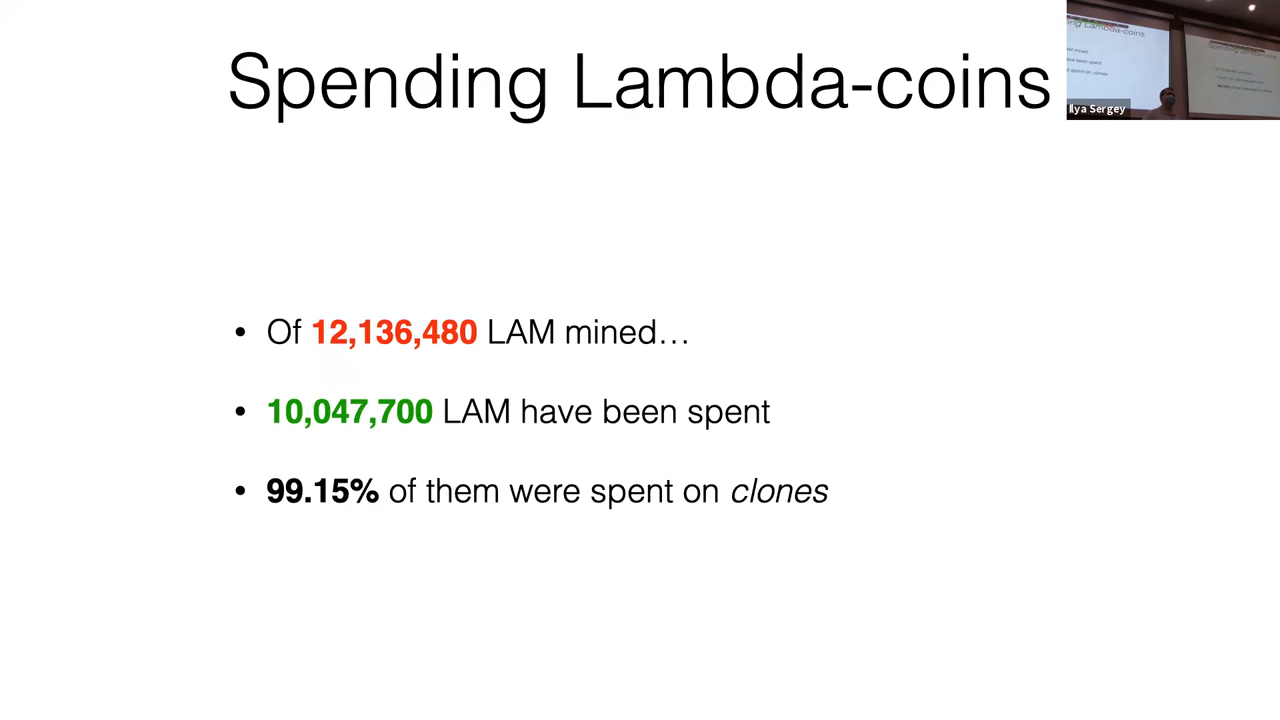 Spending Lambda-coins
Ilya Sergey
• Of 12,136,480 LAM mined…
• 10,047,700 LAM have been spent
• 99.15% of them were spent on clones